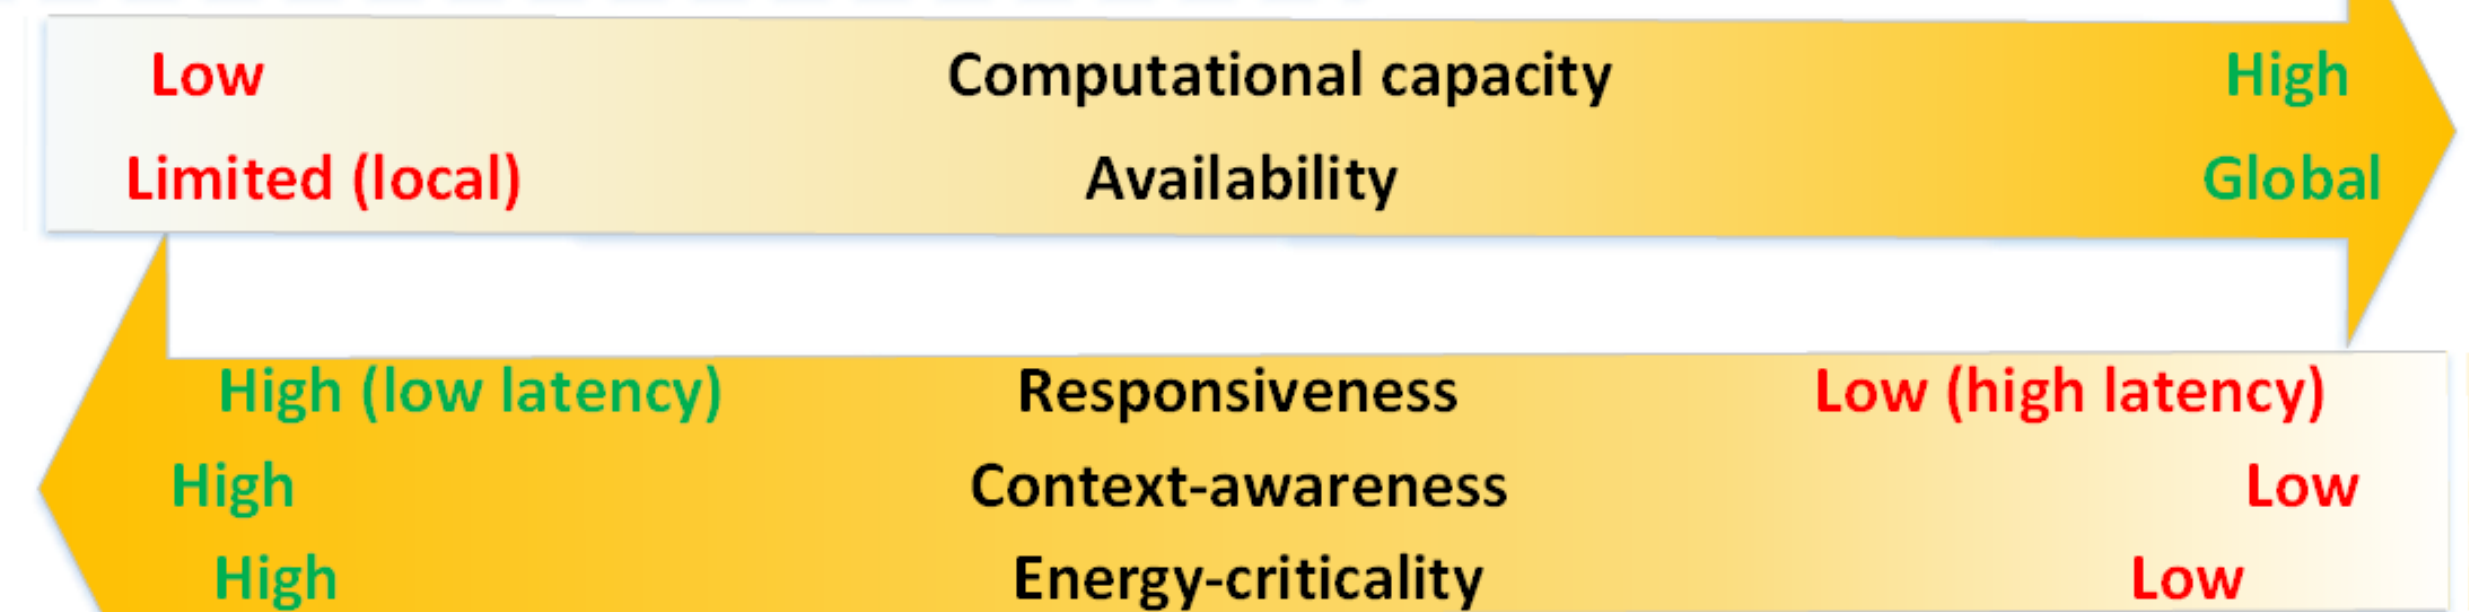 Low Computational capacity High
Limited (local) Availability Global
High (low latency) Responsiveness Low (high latency)
High Context-awareness Low
High Energy-criticality Low